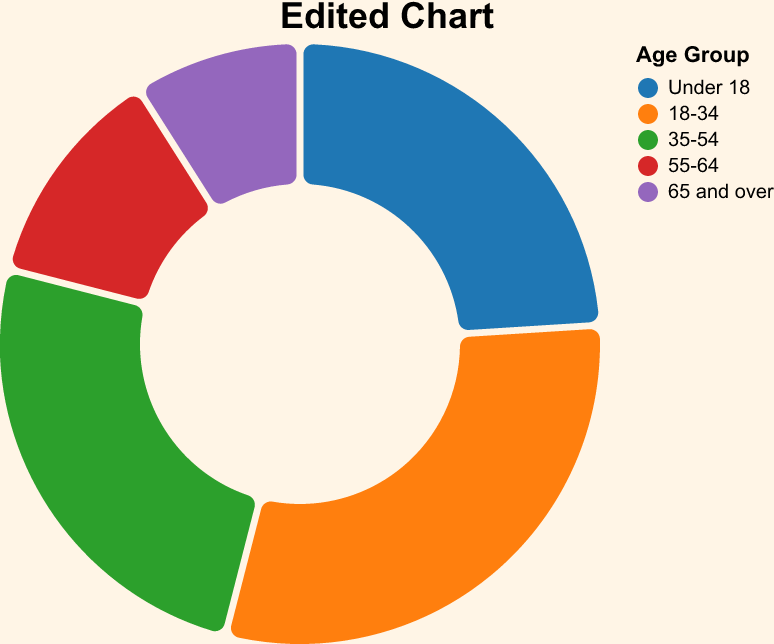 Edited Chart
Age Group
Under 18
18-34
35-54
55-64
65 and over